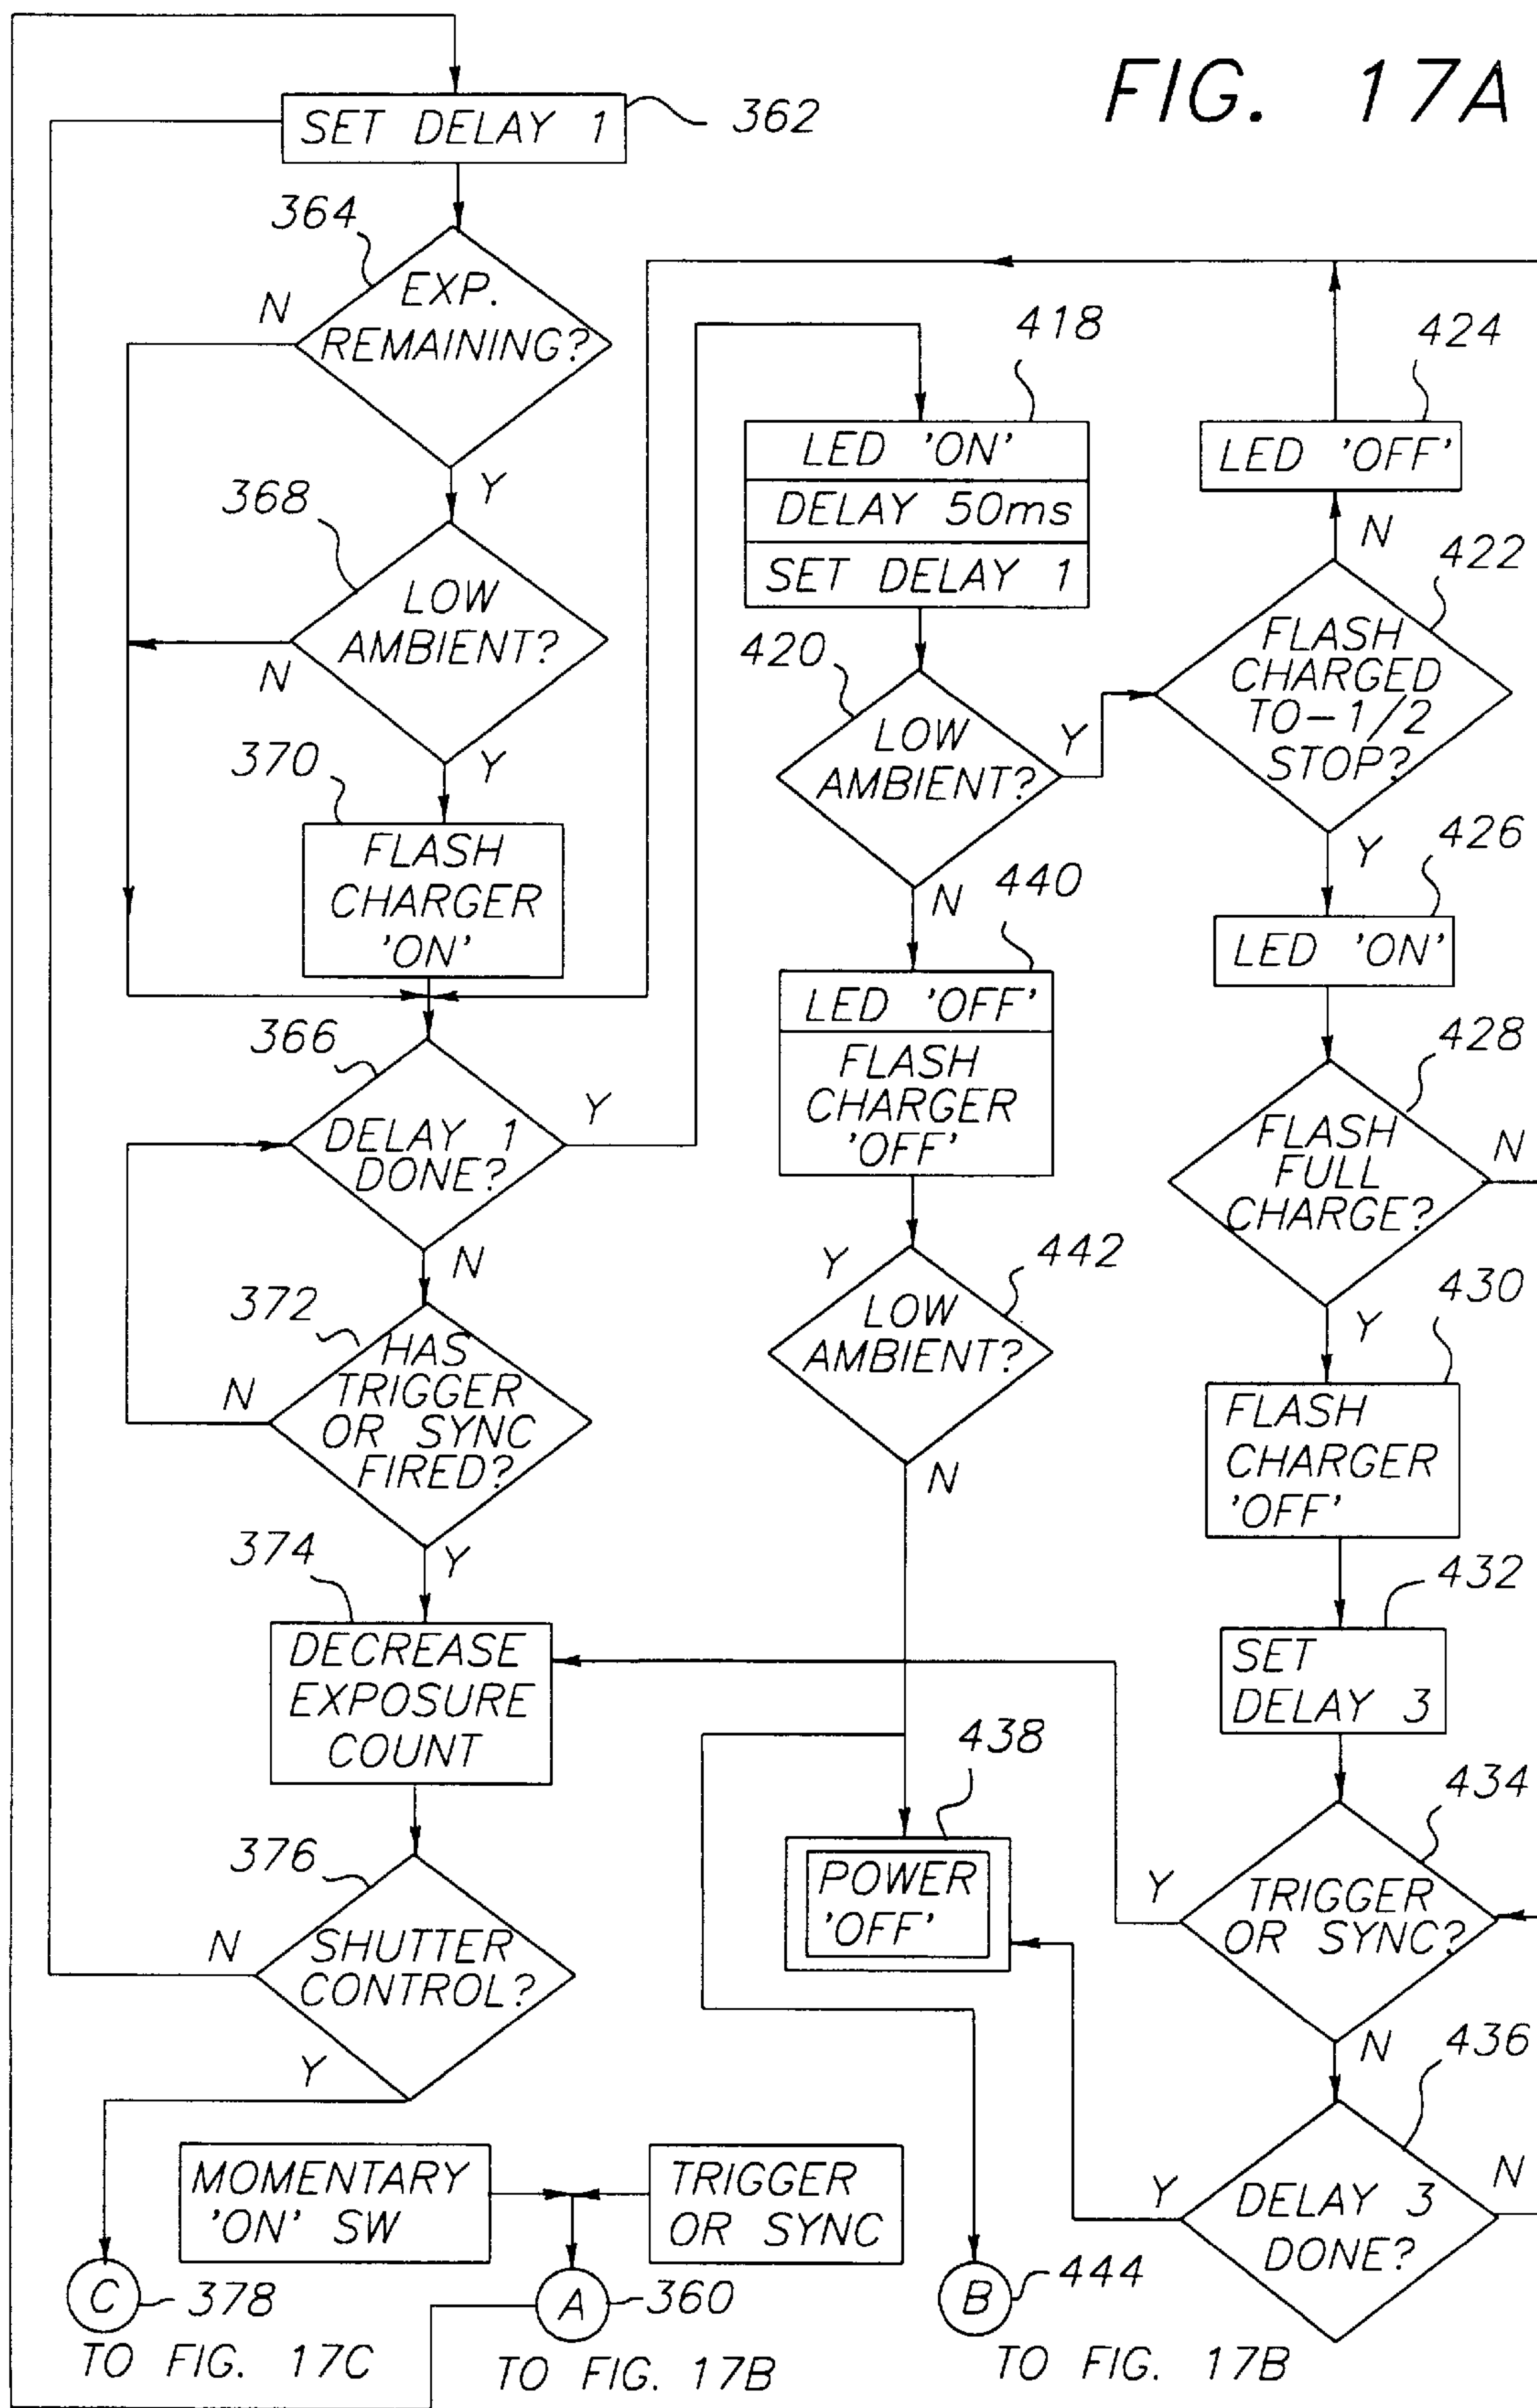 FIG. 17A
SET DELAY 1
362
364
EXP.
REMAINING?
N
Y
368
LOW
AMBIENT?
N
Y
370
FLASH
CHARGER
'ON'
366
DELAY 1
DONE?
Y
N
372
HAS
TRIGGER
OR SYNC
FIRED?
N
Y
374
DECREASE
EXPOSURE
COUNT
376
SHUTTER
CONTROL?
N
Y
MOMENTARY
'ON' SW
TRIGGER
OR SYNC
C
378
TO FIG. 17C
A
360
TO FIG. 17B
418
LED 'ON'
DELAY 50ms
SET DELAY 1
420
LOW
AMBIENT?
Y
N
440
LED 'OFF'
FLASH
CHARGER
'OFF'
442
Y
LOW
AMBIENT?
N
438
POWER
'OFF'
B
444
TO FIG. 17B
424
LED 'OFF'
N
422
FLASH
CHARGED
TO-1/2
STOP?
Y
426
LED 'ON'
428
FLASH
FULL
CHARGE?
N
Y
430
FLASH
CHARGER
'OFF'
432
SET
DELAY 3
434
TRIGGER
OR SYNC?
Y
N
436
DELAY 3
DONE?
Y
N